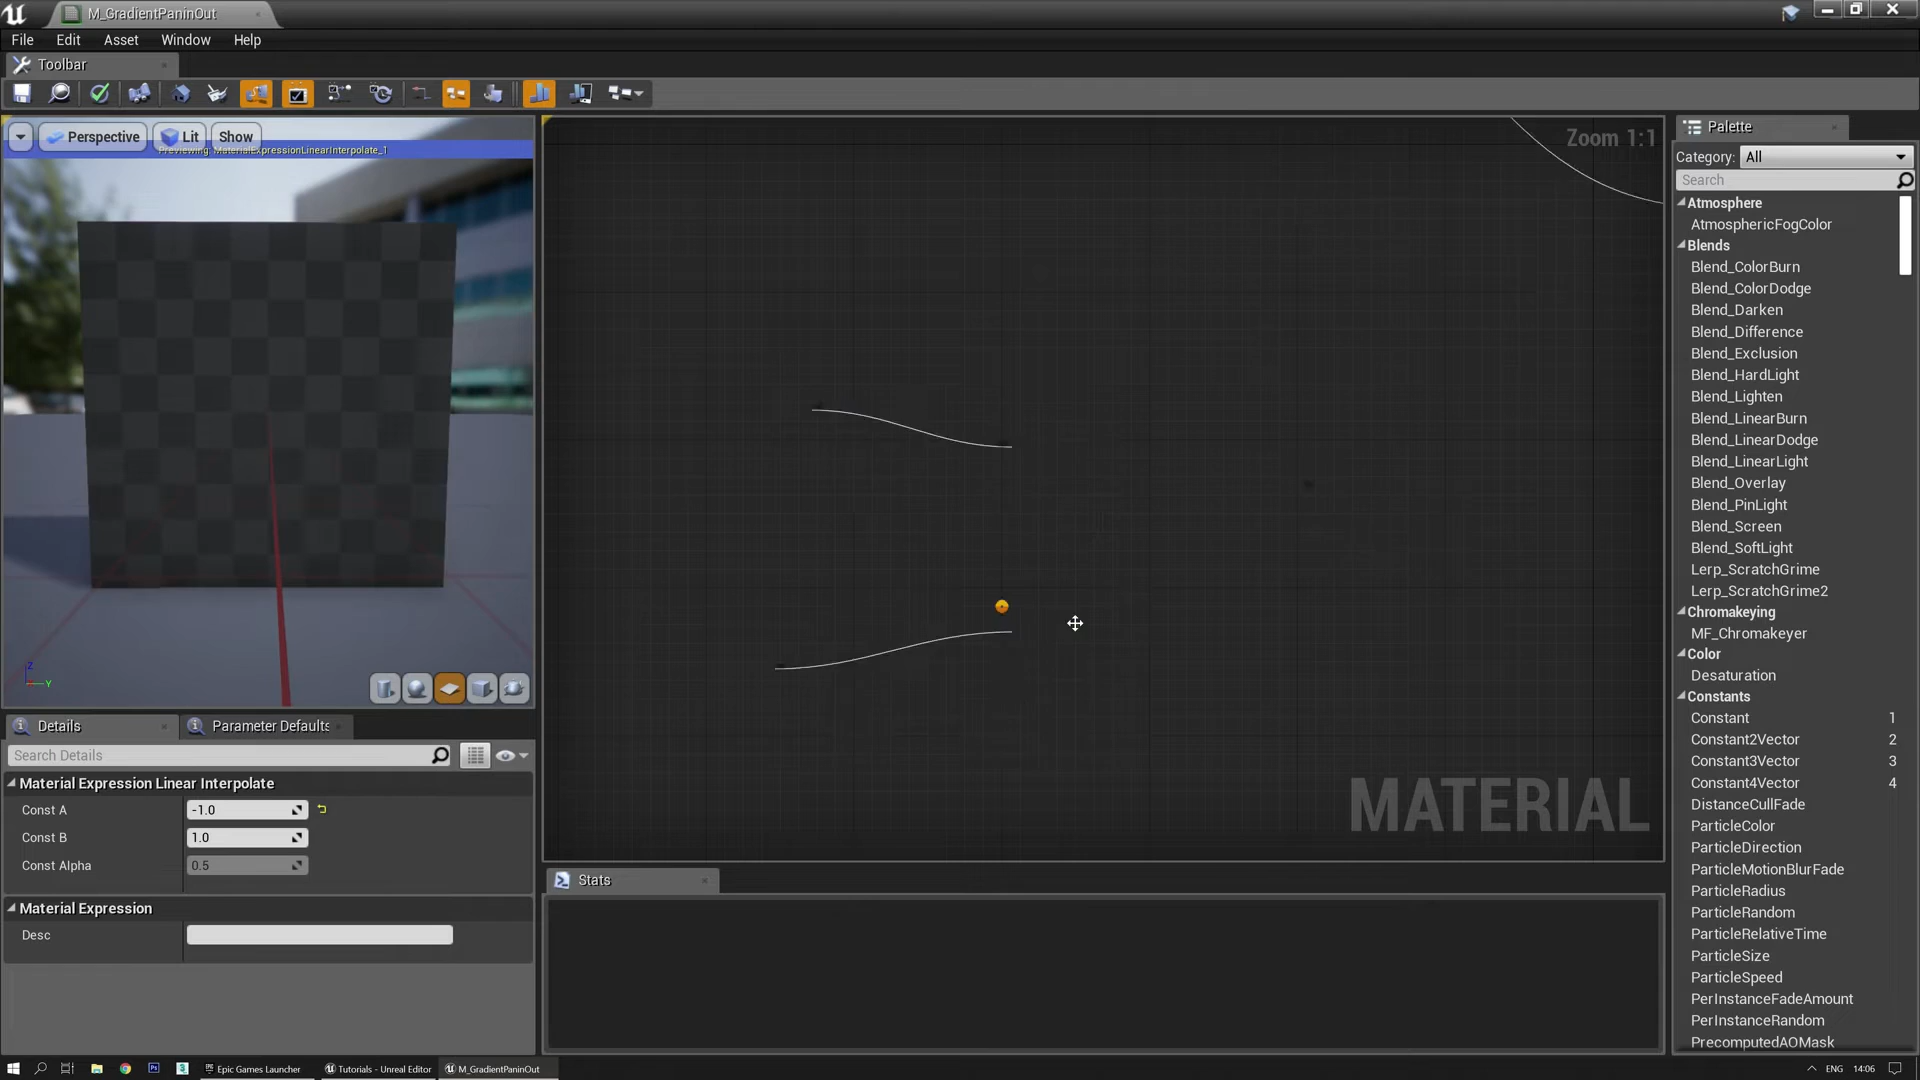 M_GradientPaninOut
File Edit Asset Window Help
Toolbar
Perspective Lit Show
Previewing: MaterialExpressionLinearInterpolate_1
Z
Y
Details
Parameter Defaults
Search Details
Material Expression Linear Interpolate
Const A -1.0
Const B 1.0
Const Alpha 0.5
Material Expression
Desc
Zoom 1:1
MATERIAL
Stats
Palette
Category: All
Search
Atmosphere
AtmosphericFogColor
Blends
Blend_ColorBurn
Blend_ColorDodge
Blend_Darken
Blend_Difference
Blend_Exclusion
Blend_HardLight
Blend_Lighten
Blend_LinearBurn
Blend_LinearDodge
Blend_LinearLight
Blend_Overlay
Blend_PinLight
Blend_Screen
Blend_SoftLight
Lerp_ScratchGrime
Lerp_ScratchGrime2
Chromakeying
MF_Chromakeyer
Color
Desaturation
Constants
Constant 1
Constant2Vector 2
Constant3Vector 3
Constant4Vector 4
DistanceCullFade
ParticleColor
ParticleDirection
ParticleMotionBlurFade
ParticleRadius
ParticleRandom
ParticleRelativeTime
ParticleSize
ParticleSpeed
PerInstanceFadeAmount
PerInstanceRandom
PrecomputedAOMask
Epic Games Launcher
Tutorials - Unreal Editor
M_GradientPaninOut
ENG 14:06